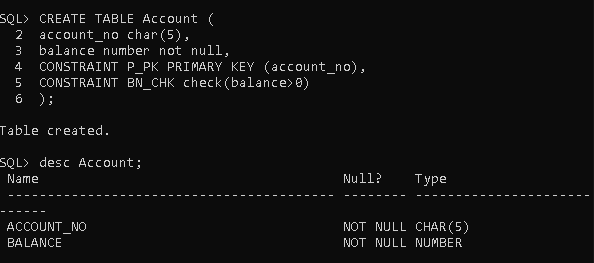 SQL> CREATE TABLE Account (
2 account_no char(5),
3 balance number not null,
4 CONSTRAINT P_PK PRIMARY KEY (account_no),
5 CONSTRAINT BN_CHK check(balance>0)
6 );
Table created.
SQL> desc Account;
Name Null? Type
----------------------------------------- -------- ----------------------
------
ACCOUNT_NO NOT NULL CHAR(5)
BALANCE NOT NULL NUMBER